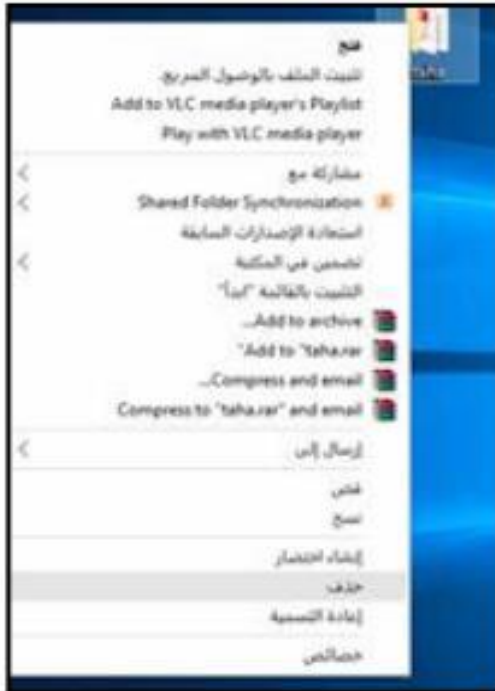 فتح
تثبيت الملف بالوصول السريع.
Add to VLC media player's Playlist
Play with VLC media player
مشاركة مع
Shared Folder Synchronization
استعادة الإصدارات السابقة
تضمين في المكتبة
التثبيت بالقائمة "ابدأ"
...Add to archive
"Add to "taha.rar
...Compress and email
Compress to "taha.rar" and email
إرسال إلى
قص
نسخ
إنشاء اختصار
حذف
إعادة التسمية
خصائص